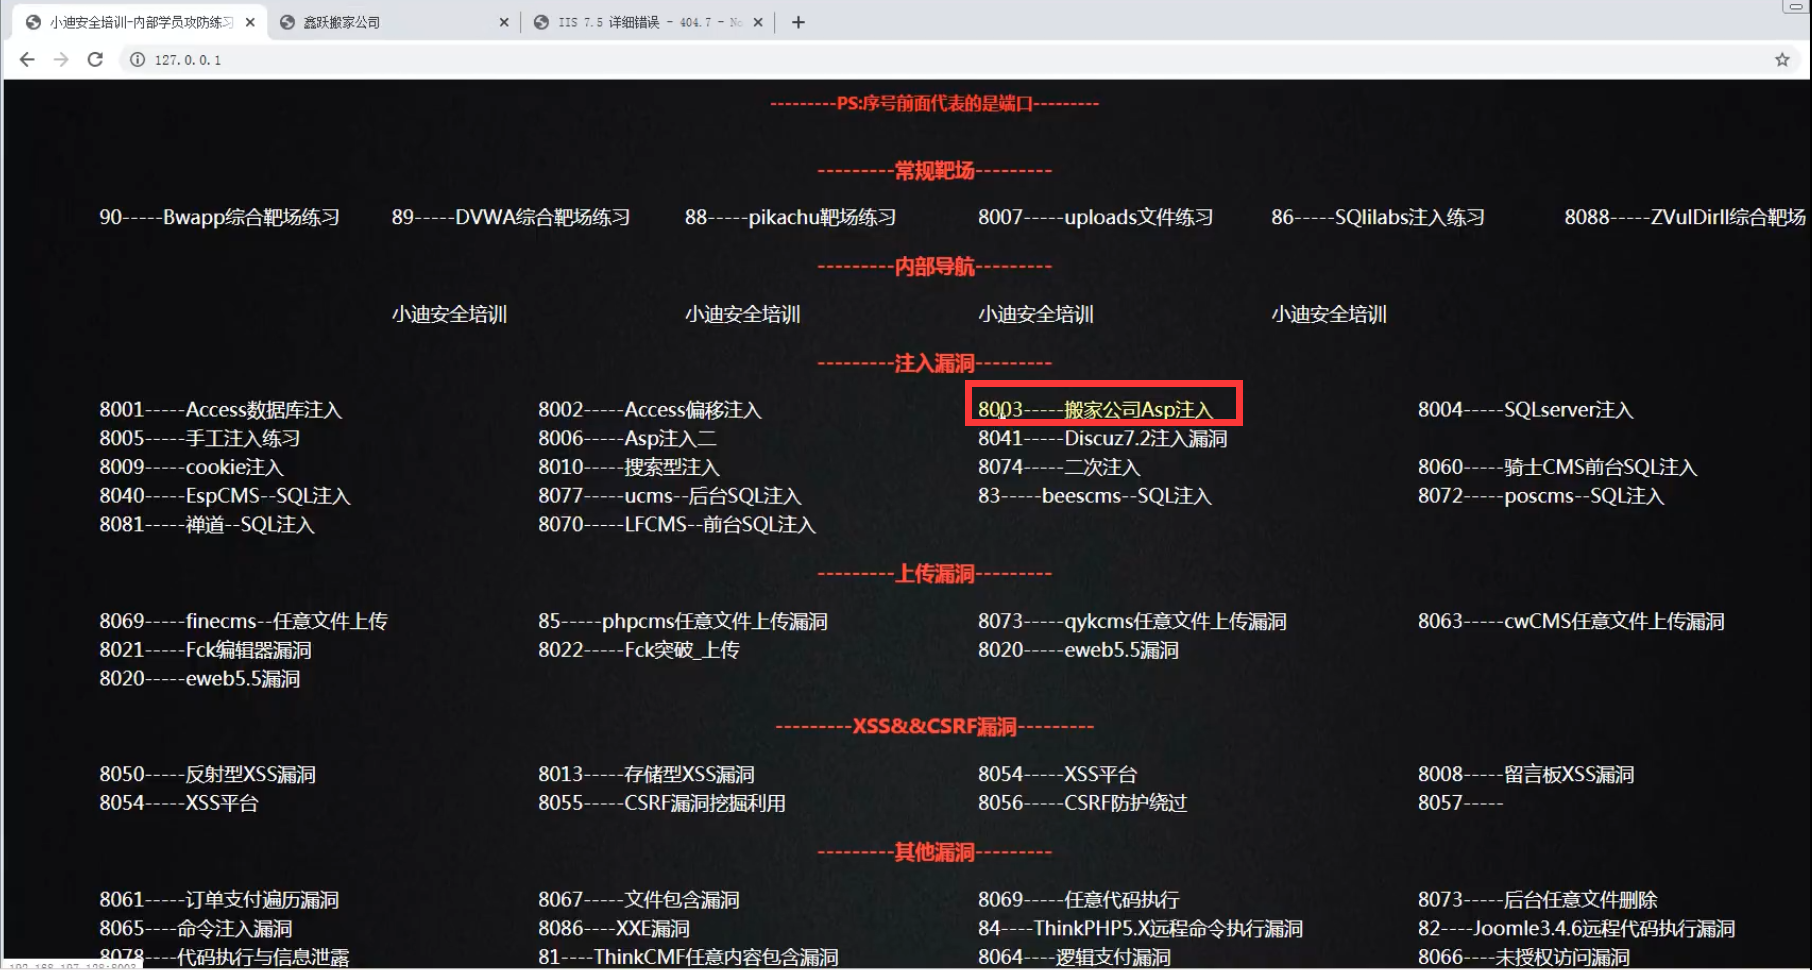 小迪安全培训-内部学员攻防练习 鑫跃搬家公司 IIS 7.5 详细错误 - 404.7 - No
127.0.0.1
---------PS:序号前面代表的是端口---------
---------常规靶场---------
90-----Bwapp综合靶场练习 89-----DVWA综合靶场练习 88-----pikachu靶场练习 8007-----uploads文件练习 86-----SQlilabs注入练习 8088-----ZVulDirll综合靶场
---------内部导航---------
小迪安全培训 小迪安全培训 小迪安全培训 小迪安全培训
---------注入漏洞---------
8001-----Access数据库注入 8002-----Access偏移注入 8003-----搬家公司Asp注入 8004-----SQLserver注入
8005-----手工注入练习 8006-----Asp注入二 8041-----Discuz7.2注入漏洞
8009-----cookie注入 8010-----搜索型注入 8074-----二次注入 8060-----骑士CMS前台SQL注入
8040-----EspCMS--SQL注入 8077-----ucms--后台SQL注入 83-----beescms--SQL注入 8072-----poscms--SQL注入
8081-----禅道--SQL注入 8070-----LFCMS--前台SQL注入
---------上传漏洞---------
8069-----finecms--任意文件上传 85-----phpcms任意文件上传漏洞 8073-----qykcms任意文件上传漏洞 8063-----cwCMS任意文件上传漏洞
8021-----Fck编辑器漏洞 8022-----Fck突破_上传 8020-----eweb5.5漏洞
8020-----eweb5.5漏洞
---------XSS&&CSRF漏洞---------
8050-----反射型XSS漏洞 8013-----存储型XSS漏洞 8054-----XSS平台 8008-----留言板XSS漏洞
8054-----XSS平台 8055-----CSRF漏洞挖掘利用 8056-----CSRF防护绕过 8057-----
---------其他漏洞---------
8061-----订单支付遍历漏洞 8067-----文件包含漏洞 8069-----任意代码执行 8073-----后台任意文件删除
8065----命令注入漏洞 8086-----XXE漏洞 84----ThinkPHP5.X远程命令执行漏洞 82----Joomle3.4.6远程代码执行漏洞
8078-----代码执行与信息泄露 81----ThinkCMF任意内容包含漏洞 8064----逻辑支付漏洞 8066----未授权访问漏洞